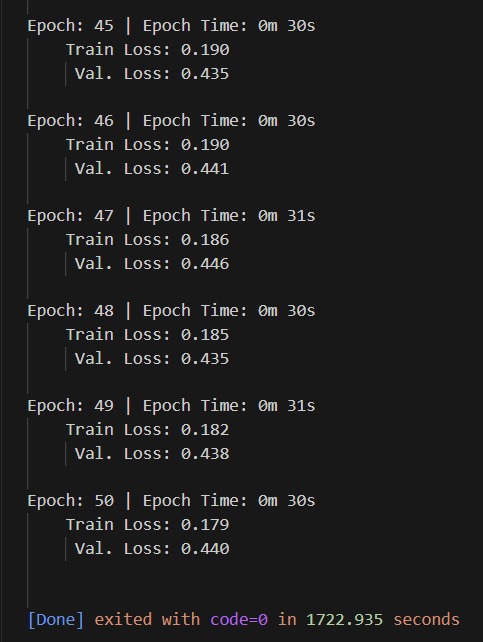 Epoch: 45 | Epoch Time: 0m 30s
Train Loss: 0.190
Val. Loss: 0.435
Epoch: 46 | Epoch Time: 0m 30s
Train Loss: 0.190
Val. Loss: 0.441
Epoch: 47 | Epoch Time: 0m 31s
Train Loss: 0.186
Val. Loss: 0.446
Epoch: 48 | Epoch Time: 0m 30s
Train Loss: 0.185
Val. Loss: 0.435
Epoch: 49 | Epoch Time: 0m 31s
Train Loss: 0.182
Val. Loss: 0.438
Epoch: 50 | Epoch Time: 0m 30s
Train Loss: 0.179
Val. Loss: 0.440
[Done] exited with code=0 in 1722.935 seconds